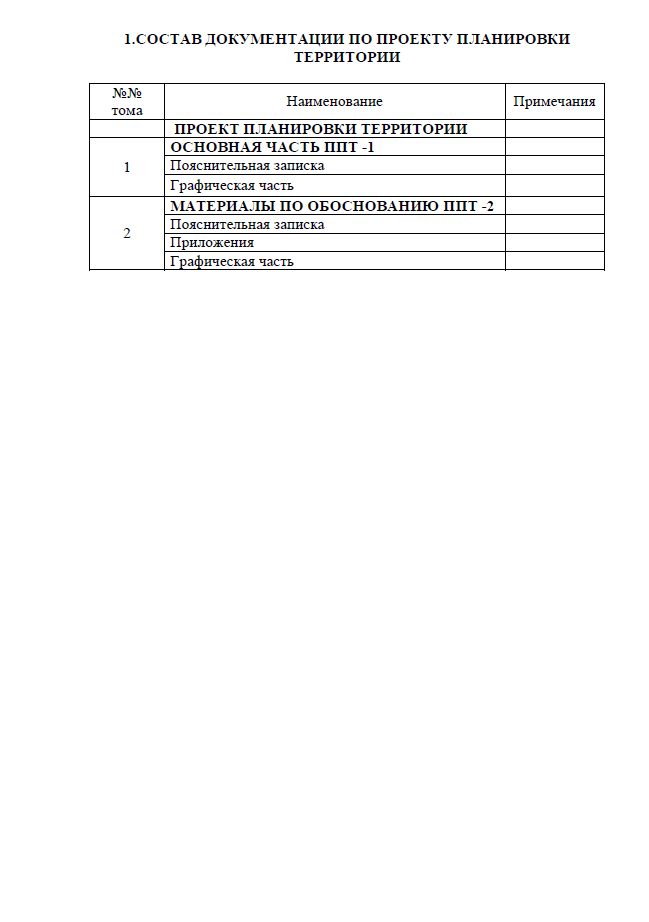 1.СОСТАВ ДОКУМЕНТАЦИИ ПО ПРОЕКТУ ПЛАНИРОВКИ
ТЕРРИТОРИИ
№№
тома
Наименование
Примечания
ПРОЕКТ ПЛАНИРОВКИ ТЕРРИТОРИИ
1
ОСНОВНАЯ ЧАСТЬ ППТ -1
Пояснительная записка
Графическая часть
2
МАТЕРИАЛЫ ПО ОБОСНОВАНИЮ ППТ -2
Пояснительная записка
Приложения
Графическая часть